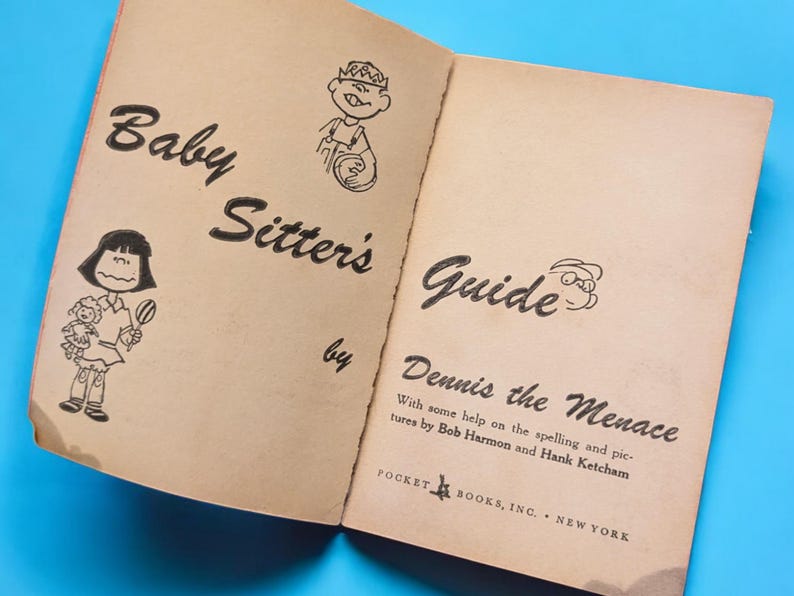 Baby
Sitter's
by
Guide
Dennis the Menace
With some help on the spelling and pic-
tures by Bob Harmon and Hank Ketcham
POCKET BOOKS, INC. • NEW YORK